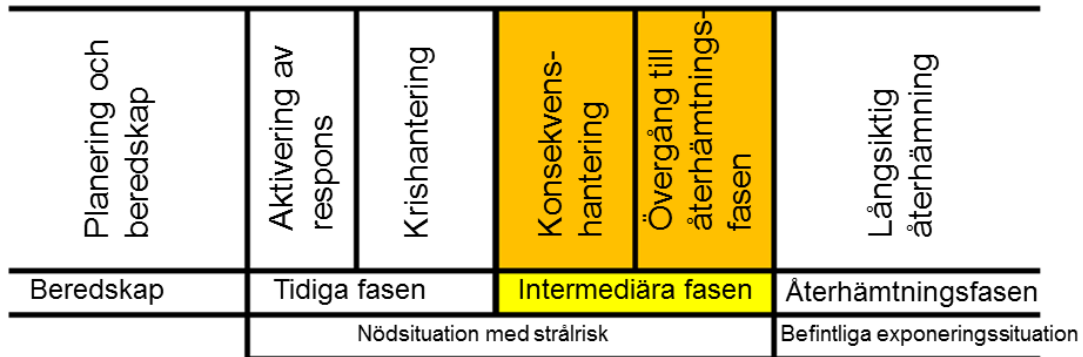 Planering och
beredskap
Aktivering av
respons
Krishantering
Konsekvens-
hantering
Övergång till
återhämtnings-
fasen
Långsiktig
återhämning
Beredskap
Tidiga fasen
Intermediära fasen
Återhämtningsfasen
Nödsituation med strålrisk
Befintliga exponeringssituation